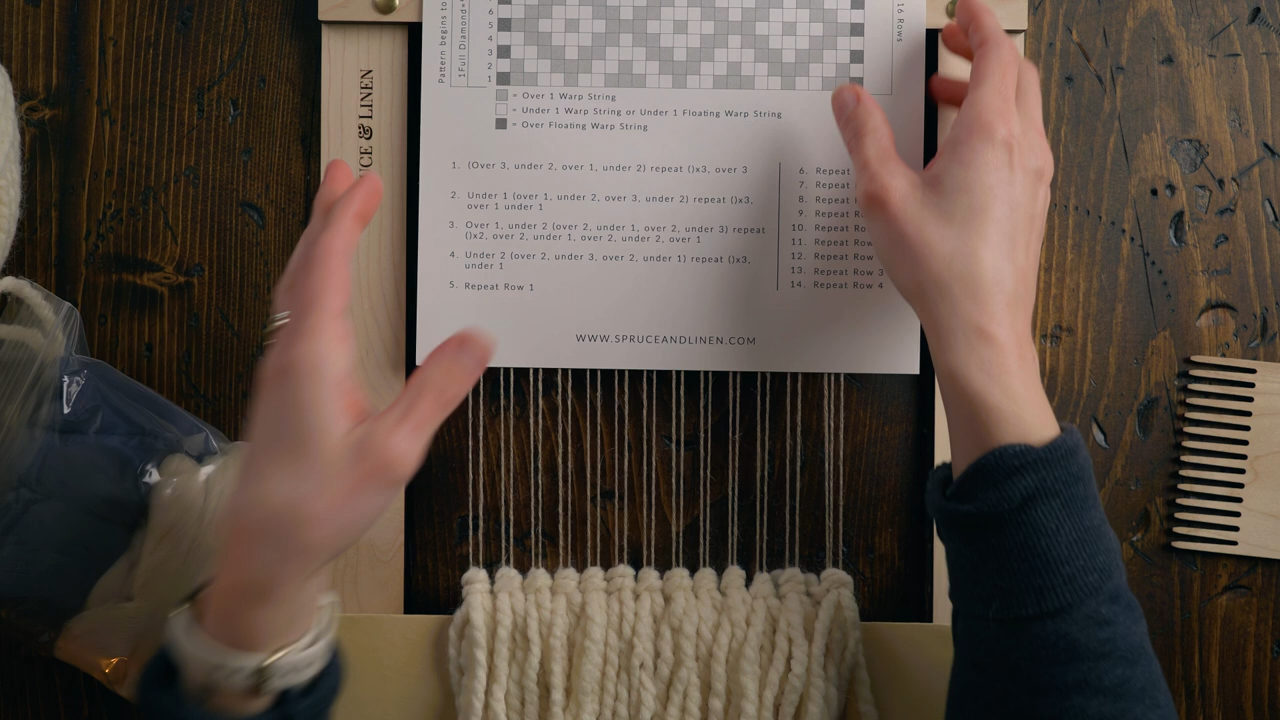 Pattern begins to
1Full Diamond=
16 Rows
6
5
4
3
2
1
= Over 1 Warp String
= Under 1 Warp String or Under 1 Floating Warp String
= Over Floating Warp String
1. (Over 3, under 2, over 1, under 2) repeat ()x3, over 3
2. Under 1 (over 1, under 2, over 3, under 2) repeat ()x3,
over 1 under 1
3. Over 1, under 2 (over 2, under 1, over 2, under 3) repeat
()x2, over 2, under 1, over 2, under 2, over 1
4. Under 2 (over 2, under 3, over 2, under 1) repeat ()x3,
under 1
5. Repeat Row 1
6. Repeat
7. Repeat
8. Repeat
9. Repeat
10. Repeat
11. Repeat
12. Repeat Row
13. Repeat Row 3
14. Repeat Row 4
WWW.SPRUCEANDLINEN.COM
UCE & LINEN